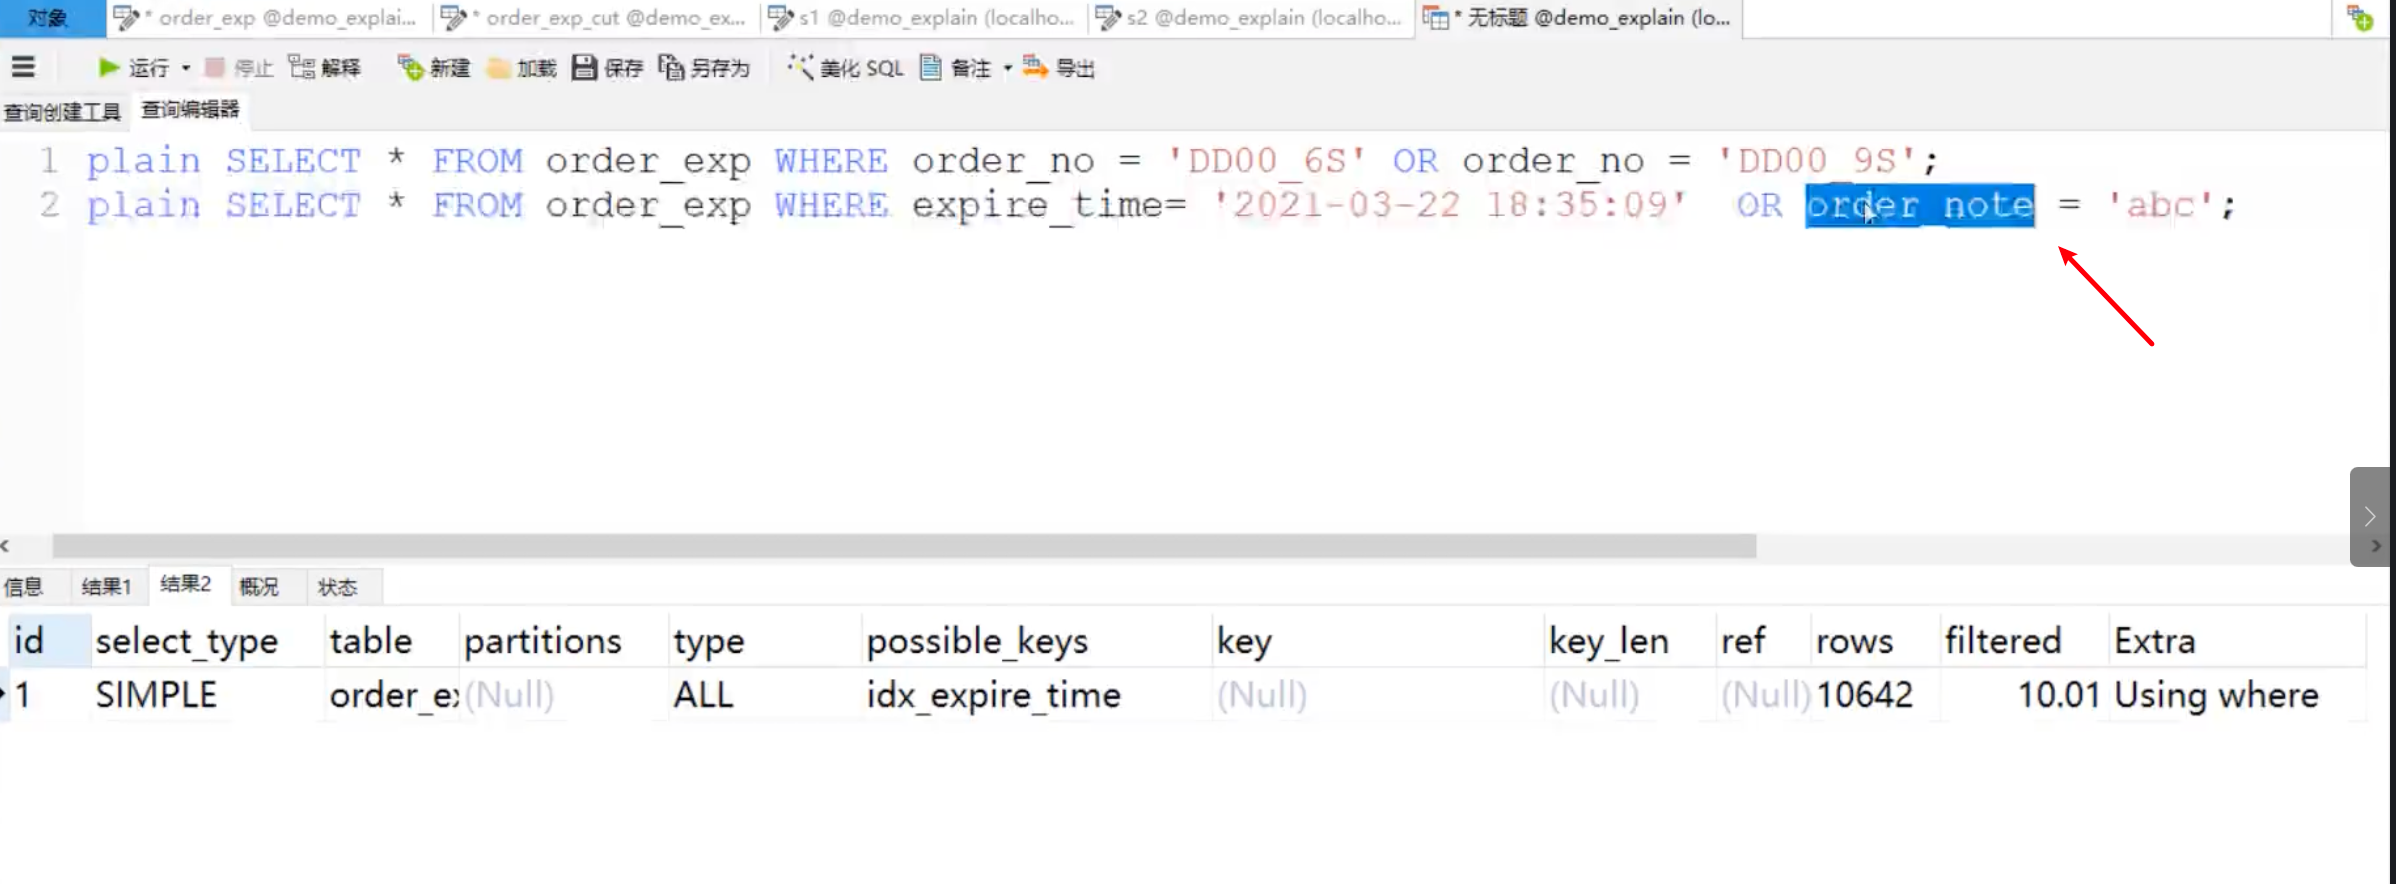 对象 * order_exp @demo_explai... * order_exp_cut @demo_ex... s1 @demo_explain (localho... s2 @demo_explain (localho... * 无标题 @demo_explain (lo...
运行 停止 解释 新建 加载 保存 另存为 美化 SQL 备注 导出
查询创建工具 查询编辑器
1 plain SELECT * FROM order_exp WHERE order_no = 'DD00_6S' OR order_no = 'DD00_9S';
2 plain SELECT * FROM order_exp WHERE expire_time= '2021-03-22 18:35:09' OR order_note = 'abc';
信息 结果1 结果2 概况 状态
id select_type table partitions type possible_keys key key_len ref rows filtered Extra
1 SIMPLE order_ex (Null) ALL idx_expire_time (Null) (Null) (Null) 10642 10.01 Using where